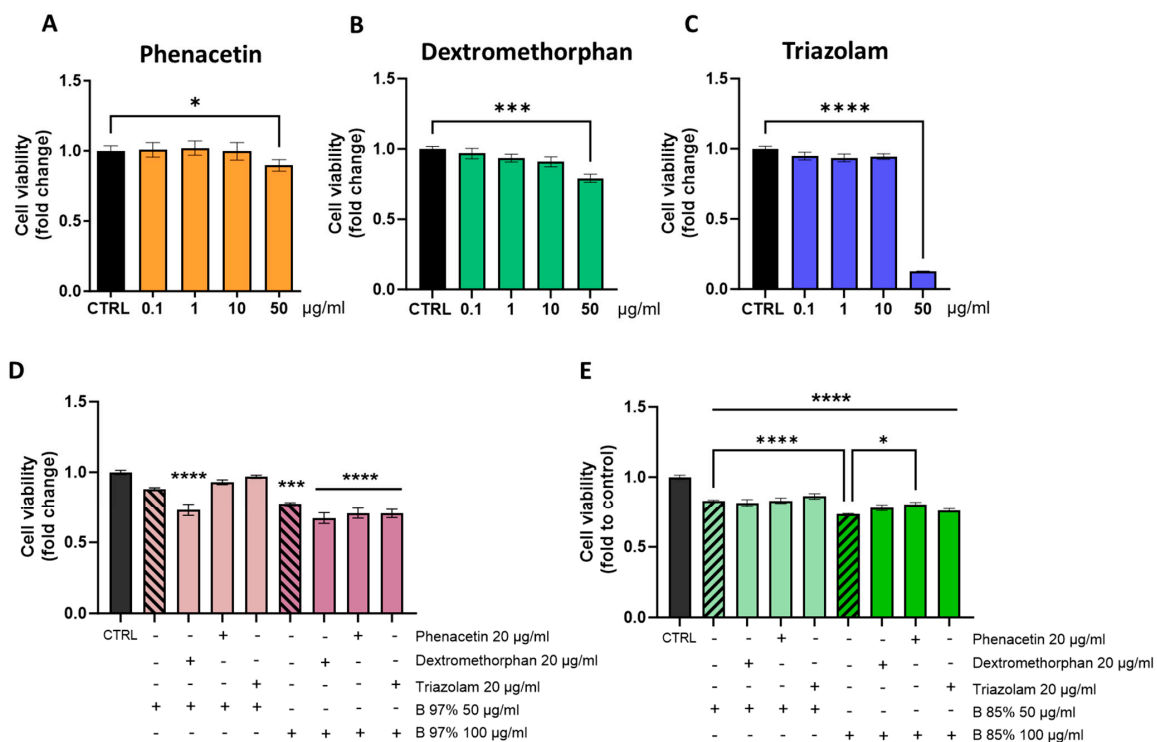 A
Phenacetin
Cell viability
(fold change)
1.5
1.0
0.5
0.0
*
CTRL 0.1 1 10 50 µg/ml
B
Dextromethorphan
Cell viability
(fold change)
1.5
1.0
0.5
0.0
***
CTRL 0.1 1 10 50 µg/ml
C
Triazolam
Cell viability
(fold change)
1.5
1.0
0.5
0.0
****
CTRL 0.1 1 10 50 µg/ml
D
Cell viability
(fold change)
1.5
1.0
0.5
0.0
**** *** ****
CTRL - - + - - - + - Phenacetin 20 µg/ml
- + - - - + - - Dextromethorphan 20 µg/ml
- - - + - - - + Triazolam 20 µg/ml
+ + + + - - - - B 97% 50 µg/ml
- - - - + + + + B 97% 100 µg/ml
E
Cell viability
(fold to control)
1.5
1.0
0.5
0.0
****
**** *
CTRL - - + - - - + - Phenacetin 20 µg/ml
- + - - - + - - Dextromethorphan 20 µg/ml
- - - + - - - + Triazolam 20 µg/ml
+ + + + - - - - B 85% 50 µg/ml
- - - - + + + + B 85% 100 µg/ml